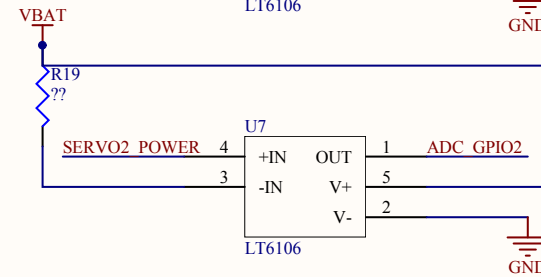 LT6106
VBAT
GND
R19
??
U7
SERVO2_POWER 4 +IN OUT 1 ADC_GPIO2
3 -IN V+ 5
V- 2
LT6106
GND